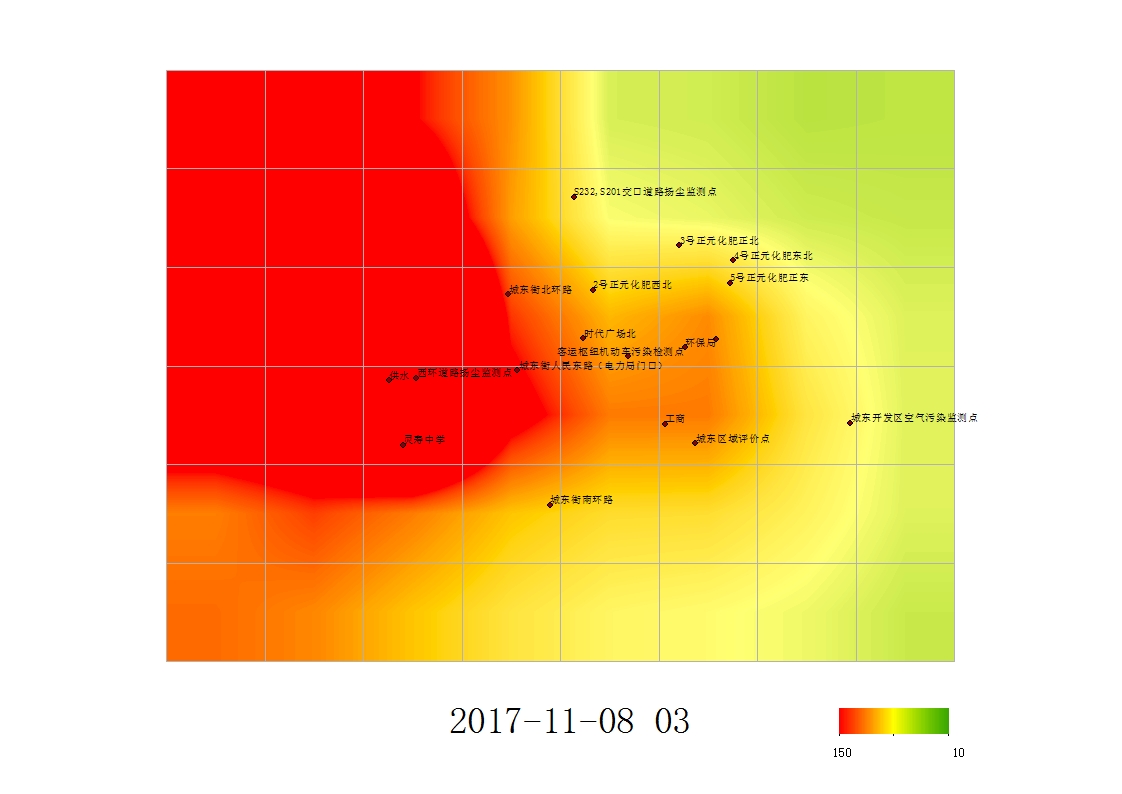 S232,S201交口道路扬尘监测点
3号正元化肥正北
4号正元化肥东北
5号正元化肥正东
2号正元化肥西北
城东街北环路
时代广场北
环保局
客运枢纽机动车污染检测点
城东街人民东路（电力局门口）
西环道路扬尘监测点
洪水
工商
城东开发区空气污染监测点
灵寿中学
城东区域评价点
城东街南环路
2017-11-08 03
150
10